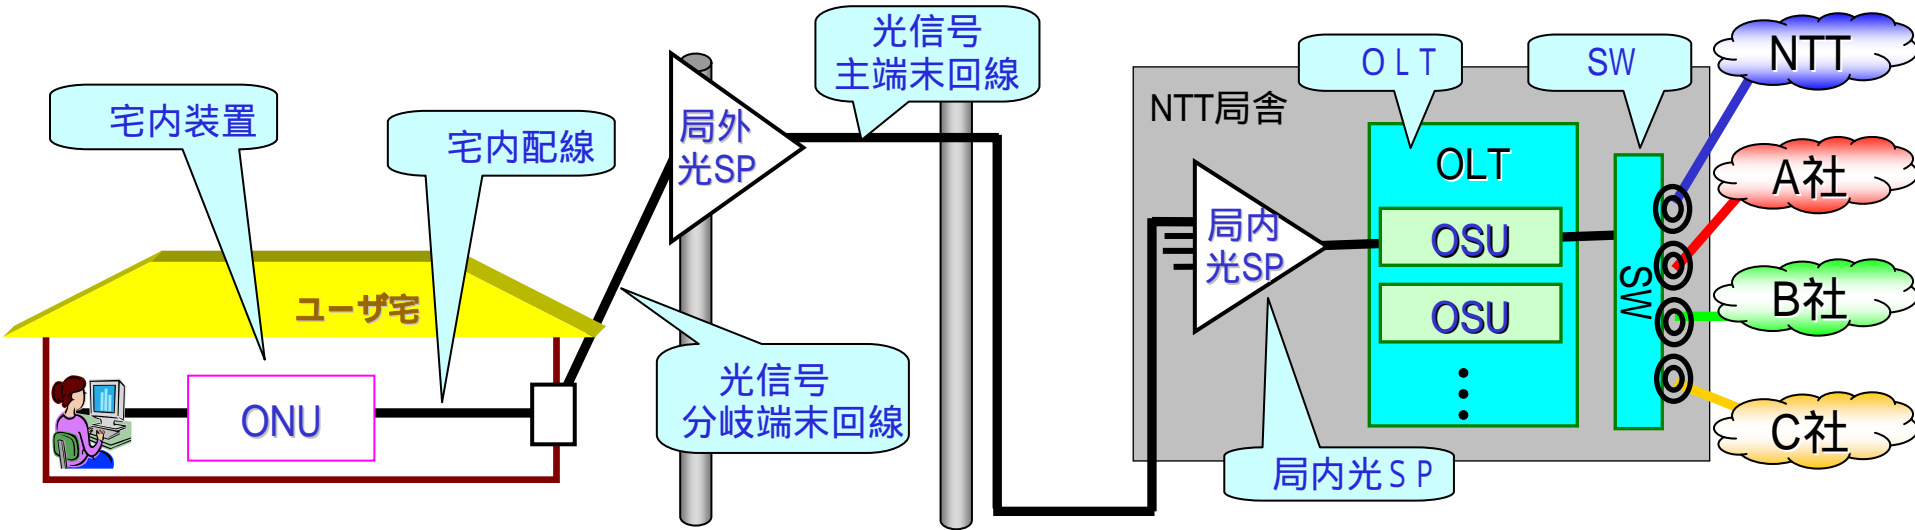 宅内装置
宅内配線
光信号
主端末回線
ＯＬＴ
SW
NTT
局外
光SP
NTT局舎
OLT
A社
局内
光SP
OSU
SW
B社
OSU
ユーザ宅
光信号
分岐端末回線
ONU
局内光ＳＰ
C社